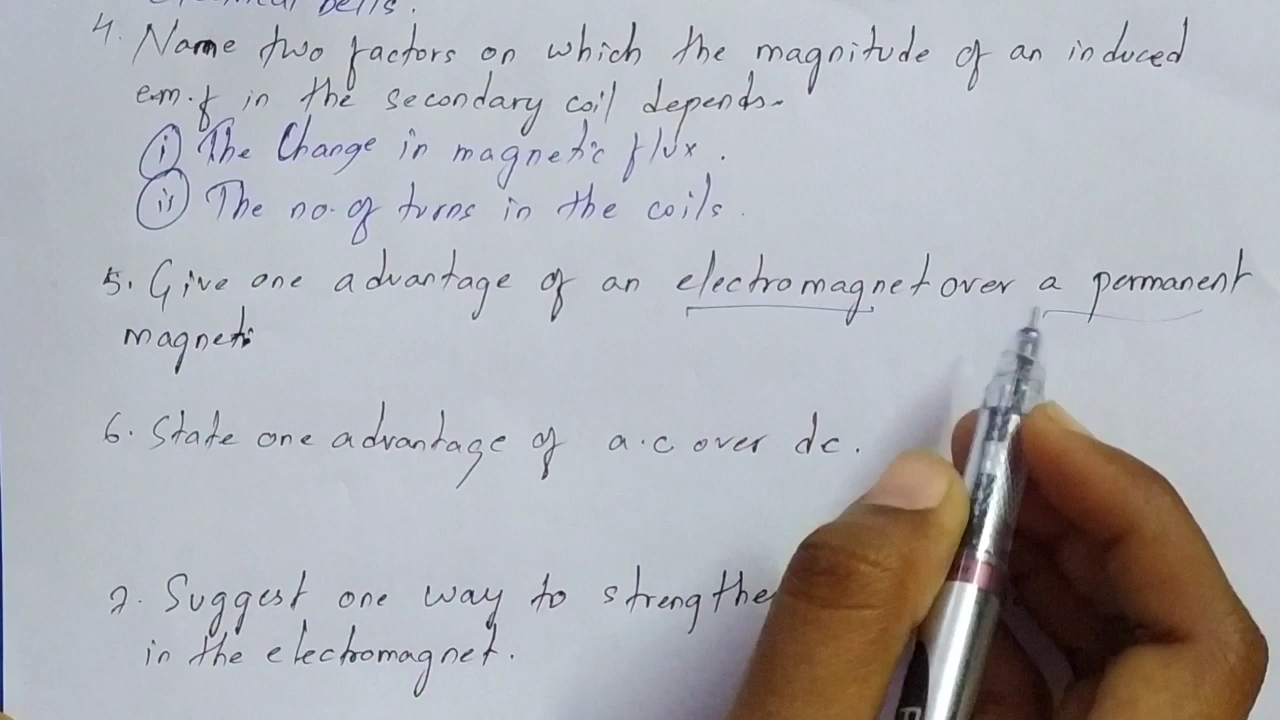 bells.
4. Name two factors on which the magnitude of an induced
e.m.f in the secondary coil depends.
(i) The Change in magnetic flux.
(ii) The no. of turns in the coils.
5. Give one advantage of an electromagnet over a permanent
magnet.
6. State one advantage of a.c over dc.
7. Suggest one way to strengthe
in the electromagnet.